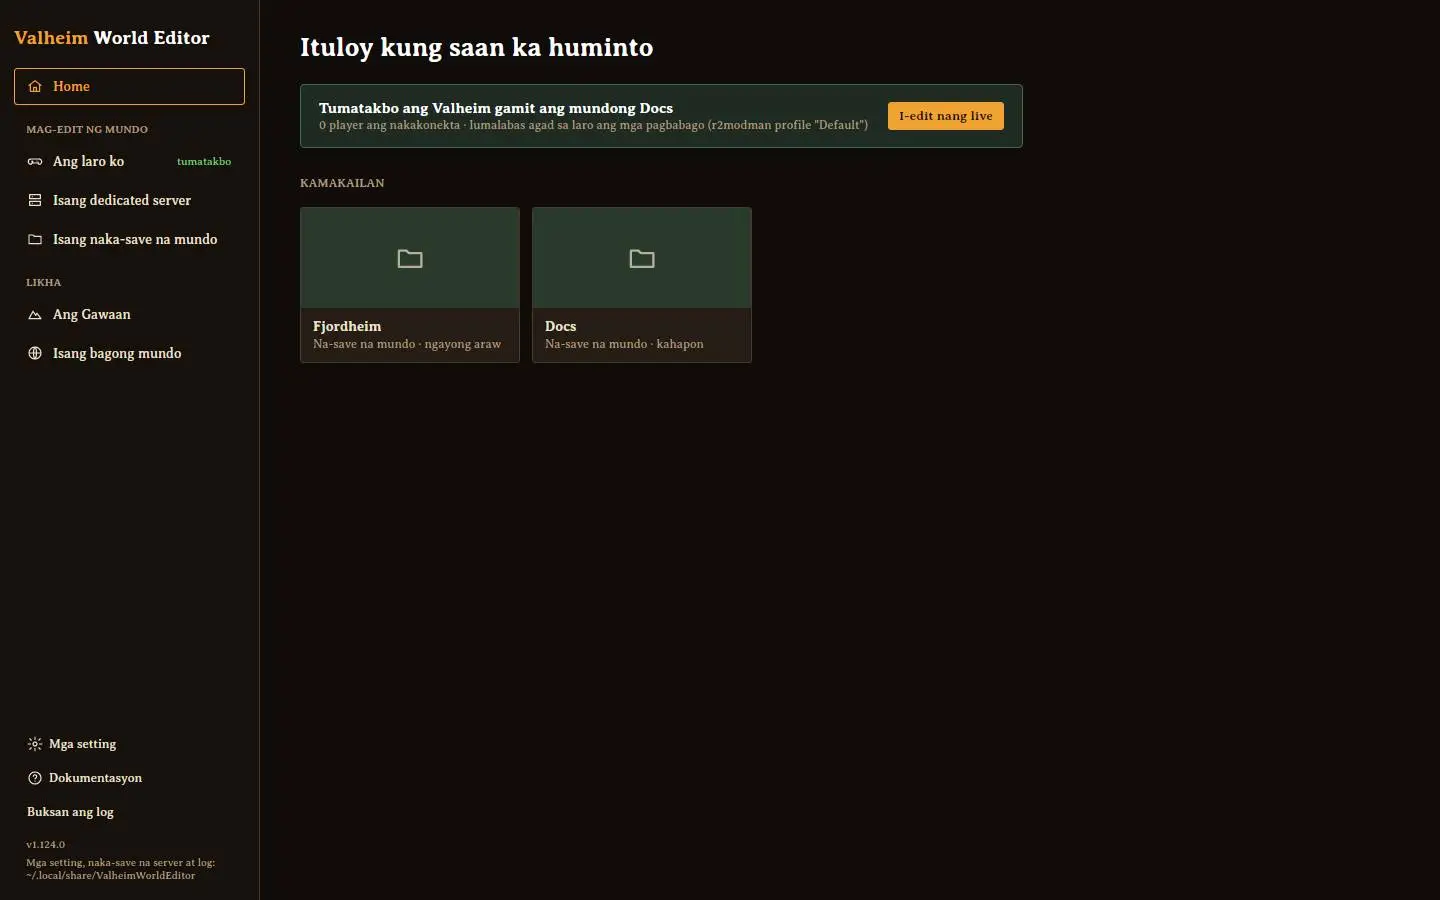 Valheim World Editor
Home
MAG-EDIT NG MUNDO
Ang laro ko tumatakbo
Isang dedicated server
Isang naka-save na mundo
LIKHA
Ang Gawaan
Isang bagong mundo
Mga setting
Dokumentasyon
Buksan ang log
v1.124.0
Mga setting, naka-save na server at log:
~/.local/share/ValheimWorldEditor
Ituloy kung saan ka huminto
Tumatakbo ang Valheim gamit ang mundong Docs
0 player ang nakakonekta · lumalabas agad sa laro ang mga pagbabago (r2modman profile "Default")
I-edit nang live
KAMAKAILAN
Fjordheim
Na-save na mundo · ngayong araw
Docs
Na-save na mundo · kahapon